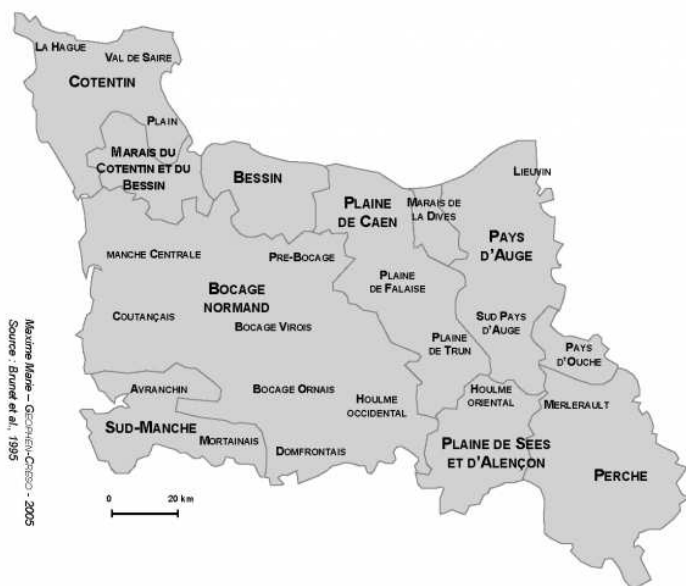 LA HAGUE
VAL DE SAIRE
COTENTIN
PLAIN
MARAIS DU
COTENTIN ET DU
BESSIN
BESSIN
PLAINE
DE CAEN
MARAIS DE
LA DIVES
LIEUVIN
PAYS
D'AUGE
MANCHE CENTRALE
PRE-BOCAGE
PLAINE
DE FALAISE
BOCAGE
NORMAND
COUTANÇAIS
BOCAGE VIROIS
SUD PAYS
D'AUGE
PLAINE
DE TRUN
PAYS
D'OUCHE
AVRANCHIN
BOCAGE ORNAIS
HOULME
OCCIDENTAL
HOULME
ORIENTAL
MERLERAULT
SUD-MANCHE
MORTAINAIS
DOMFRONTAIS
PLAINE DE SEES
ET D'ALENÇON
PERCHE
0 20 km
Maxime Marie – GEOPHEN-CRESO - 2005
Source : Brunet et al., 1995